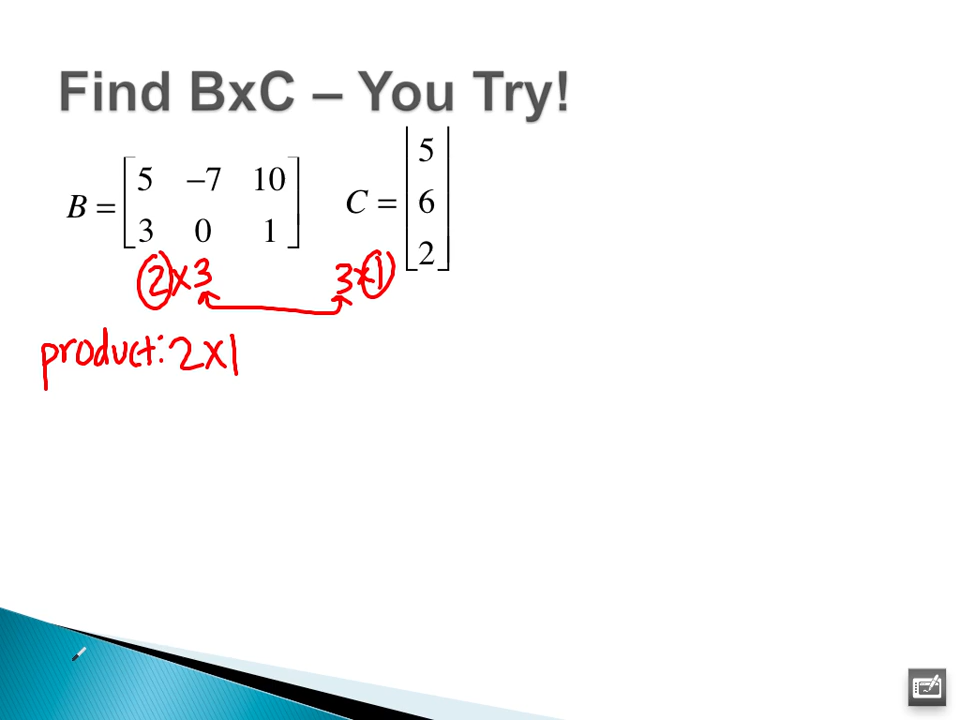 Find BxC – You Try!
B = [5 −7 10
3 0 1]
C = [5
6
2]
2x3 3x1
product: 2x1